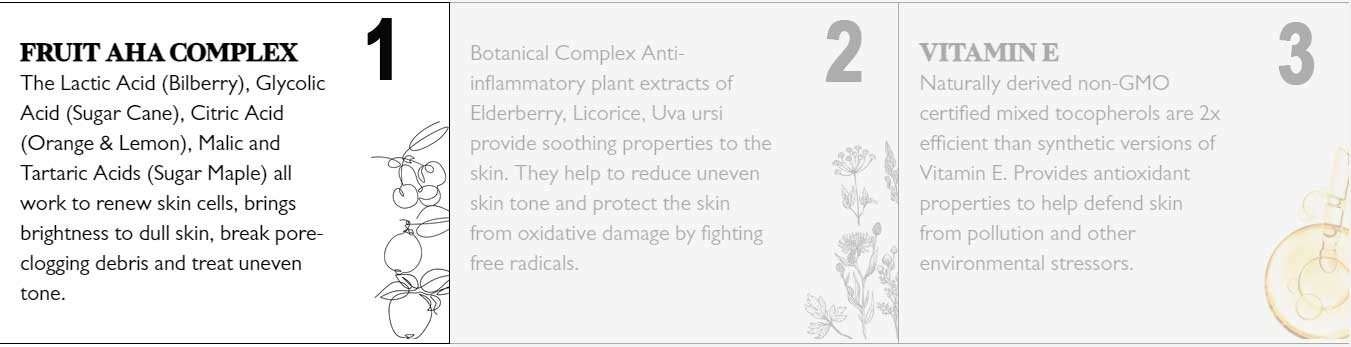 1
FRUIT AHA COMPLEX
The Lactic Acid (Bilberry), Glycolic
Acid (Sugar Cane), Citric Acid
(Orange & Lemon), Malic and
Tartaric Acids (Sugar Maple) all
work to renew skin cells, brings
brightness to dull skin, break pore-
clogging debris and treat uneven
tone.
2
Botanical Complex Anti-
inflammatory plant extracts of
Elderberry, Licorice, Uva ursi
provide soothing properties to the
skin. They help to reduce uneven
skin tone and protect the skin
from oxidative damage by fighting
free radicals.
3
VITAMIN E
Naturally derived non-GMO
certified mixed tocopherols are 2x
efficient than synthetic versions of
Vitamin E. Provides antioxidant
properties to help defend skin
from pollution and other
environmental stressors.